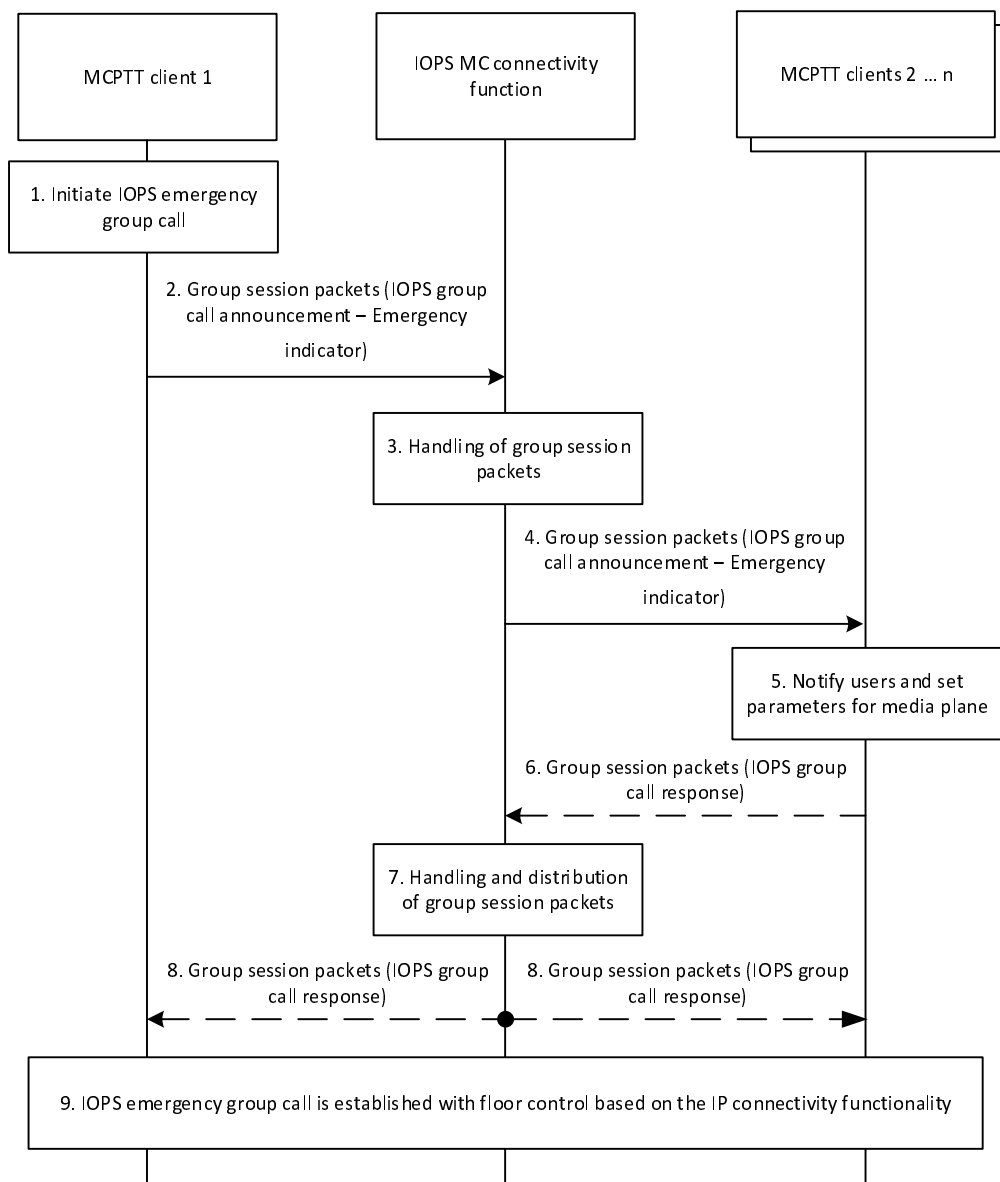 MCPTT client 1
IOPS MC connectivity
function
MCPTT clients 2 ... n
1. Initiate IOPS emergency
group call
2. Group session packets (IOPS group
call announcement – Emergency
indicator)
3. Handling of group session
packets
4. Group session packets (IOPS group
call announcement – Emergency
indicator)
5. Notify users and set
parameters for media plane
6. Group session packets (IOPS group
call response)
7. Handling and distribution
of group session packets
8. Group session packets (IOPS group
call response)
8. Group session packets (IOPS group
call response)
9. IOPS emergency group call is established with floor control based on the IP connectivity functionality